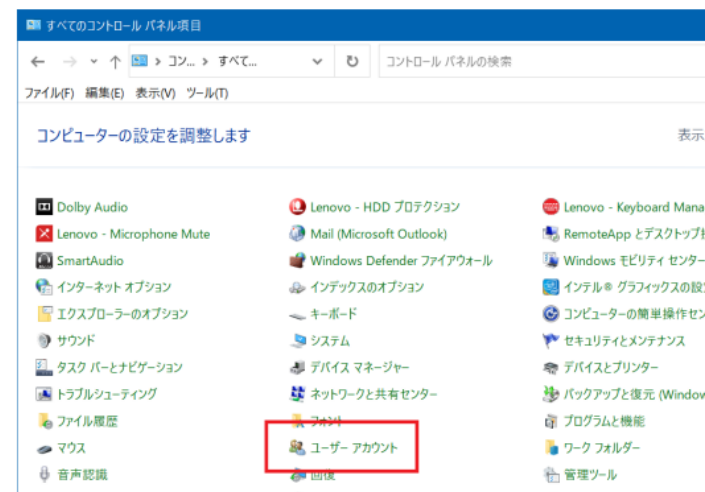 すべてのコントロール パネル項目
コン... すべて...
コントロール パネルの検索
ファイル(F) 編集(E) 表示(V) ツール(T)
コンピューターの設定を調整します
表示
Dolby Audio
Lenovo - HDD プロテクション
Lenovo - Keyboard Mana
Lenovo - Microphone Mute
Mail (Microsoft Outlook)
RemoteApp とデスクトップ
SmartAudio
Windows Defender ファイアウォール
Windows モビリティ センター
インターネット オプション
インデックスのオプション
インテル® グラフィックスの設
エクスプローラーのオプション
キーボード
コンピューターの簡単操作セン
サウンド
システム
セキュリティとメンテナンス
タスク バーとナビゲーション
デバイス マネージャー
デバイスとプリンター
トラブルシューティング
ネットワークと共有センター
バックアップと復元 (Window
ファイル履歴
フォント
プログラムと機能
マウス
ユーザー アカウント
ワーク フォルダー
音声認識
回復
管理ツール